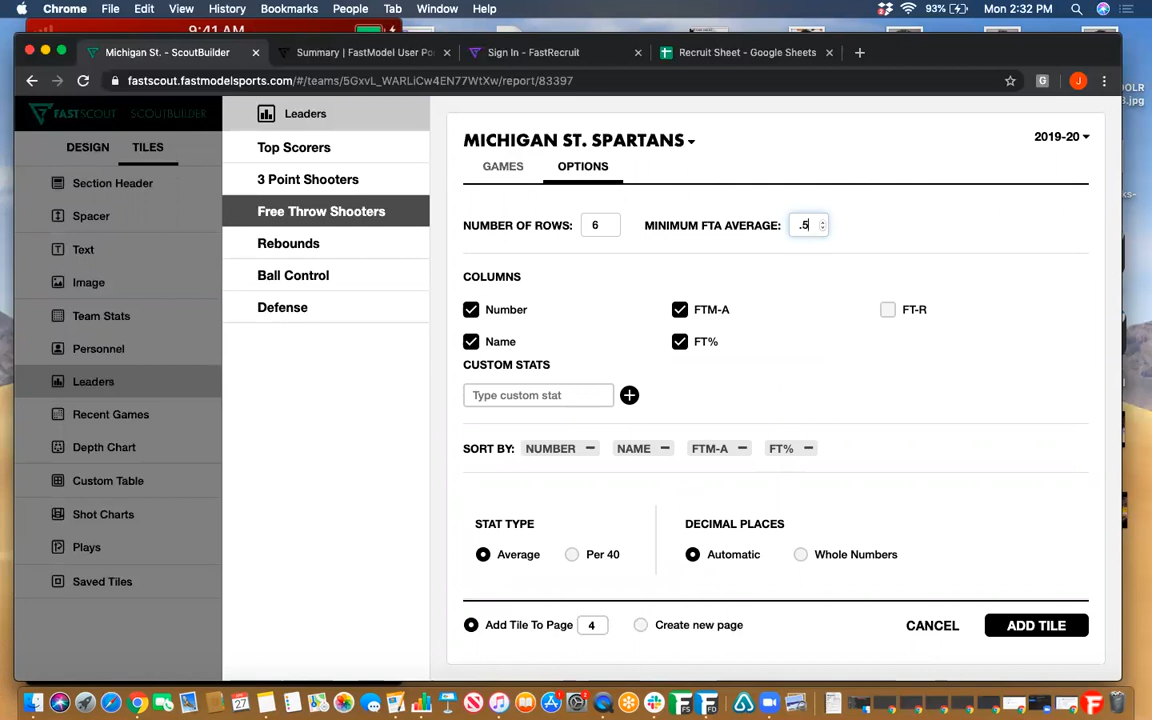 Chrome File Edit View History Bookmarks People Tab Window Help 93% Mon 2:32 PM
9:41 AM
Michigan St. - ScoutBuilder Summary | FastModel User Po Sign In - FastRecruit Recruit Sheet - Google Sheets
fastscout.fastmodelsports.com/#/teams/5GxvL_WARLiCw4EN77WtXw/report/83397 G J
FASTSCOUT SCOUTBUILDER
DESIGN TILES
Section Header
Spacer
Text
Image
Team Stats
Personnel
Leaders
Recent Games
Depth Chart
Custom Table
Shot Charts
Plays
Saved Tiles
Leaders
Top Scorers
3 Point Shooters
Free Throw Shooters
Rebounds
Ball Control
Defense
MICHIGAN ST. SPARTANS 2019-20
GAMES OPTIONS
NUMBER OF ROWS: 6 MINIMUM FTA AVERAGE: .5
COLUMNS
Number FTM-A FT-R
Name FT%
CUSTOM STATS
Type custom stat
SORT BY: NUMBER NAME FTM-A FT%
STAT TYPE DECIMAL PLACES
Average Per 40 Automatic Whole Numbers
Add Tile To Page 4 Create new page CANCEL ADD TILE